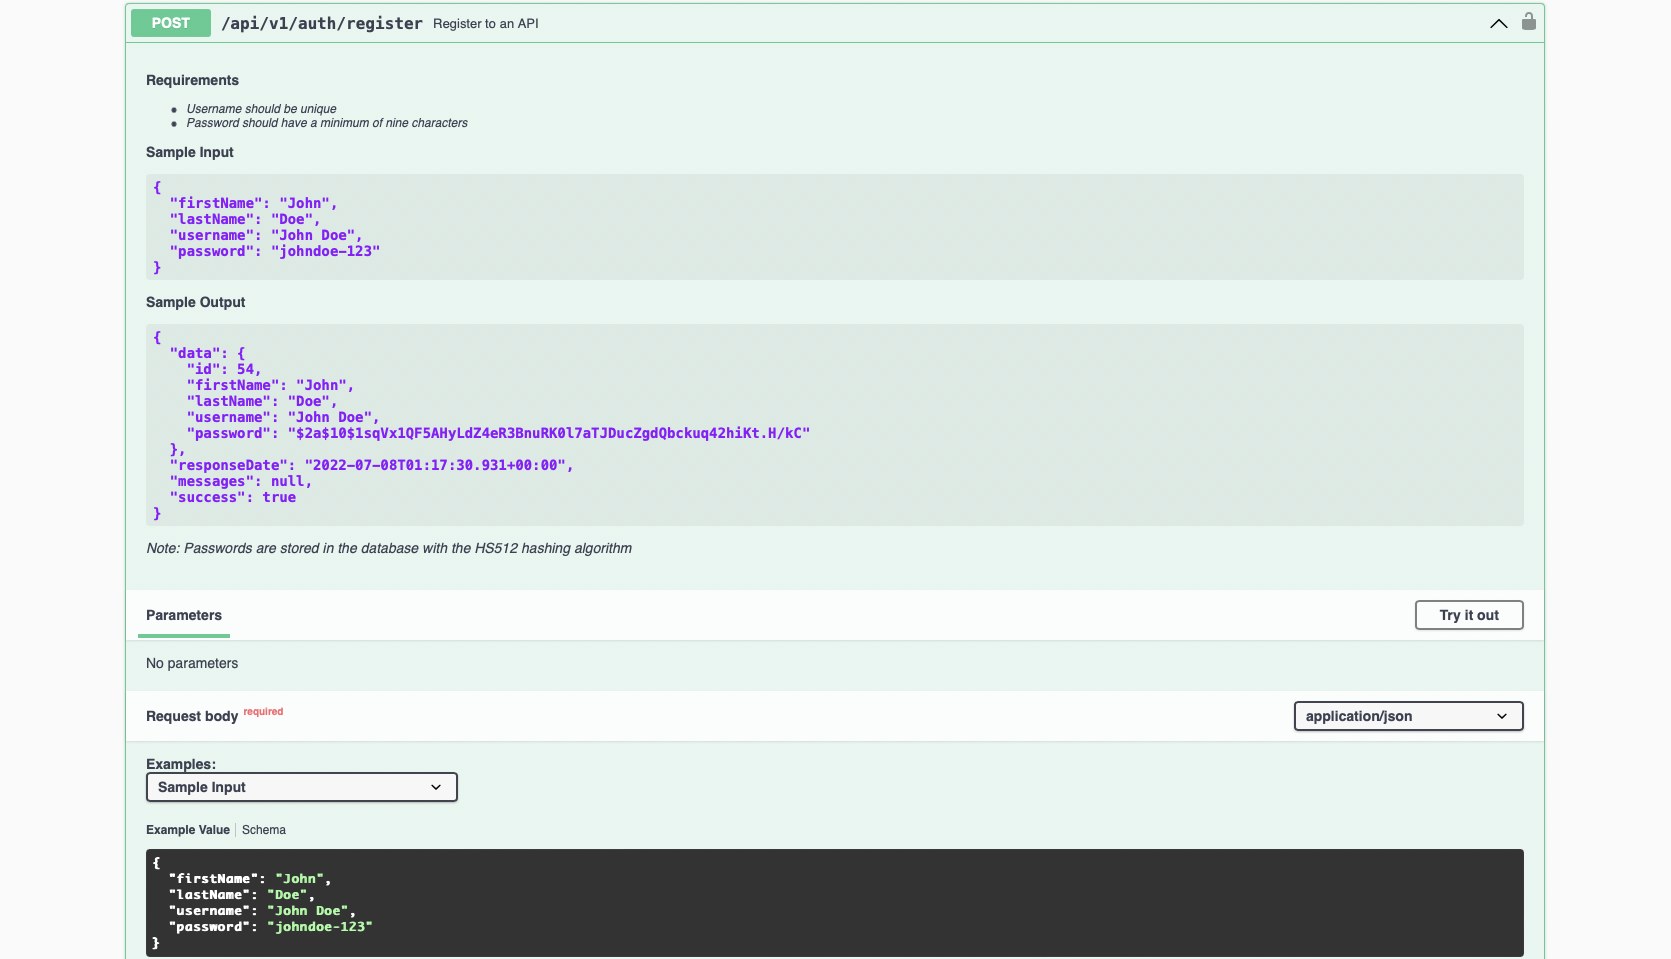 POST /api/v1/auth/register Register to an API
Requirements
• Username should be unique
• Password should have a minimum of nine characters
Sample Input
{
  "firstName": "John",
  "lastName": "Doe",
  "username": "John Doe",
  "password": "johndoe-123"
}
Sample Output
{
  "data": {
    "id": 54,
    "firstName": "John",
    "lastName": "Doe",
    "username": "John Doe",
    "password": "$2a$10$1sqVx1QF5AHyLdZ4eR3BnuRK0l7aTJDucZgdQbckuq42hiKt.H/kC"
  },
  "responseDate": "2022-07-08T01:17:30.931+00:00",
  "messages": null,
  "success": true
}
Note: Passwords are stored in the database with the HS512 hashing algorithm
Parameters Try it out
No parameters
Request body required application/json
Examples:
Sample Input
Example Value Schema
{
  "firstName": "John",
  "lastName": "Doe",
  "username": "John Doe",
  "password": "johndoe-123"
}